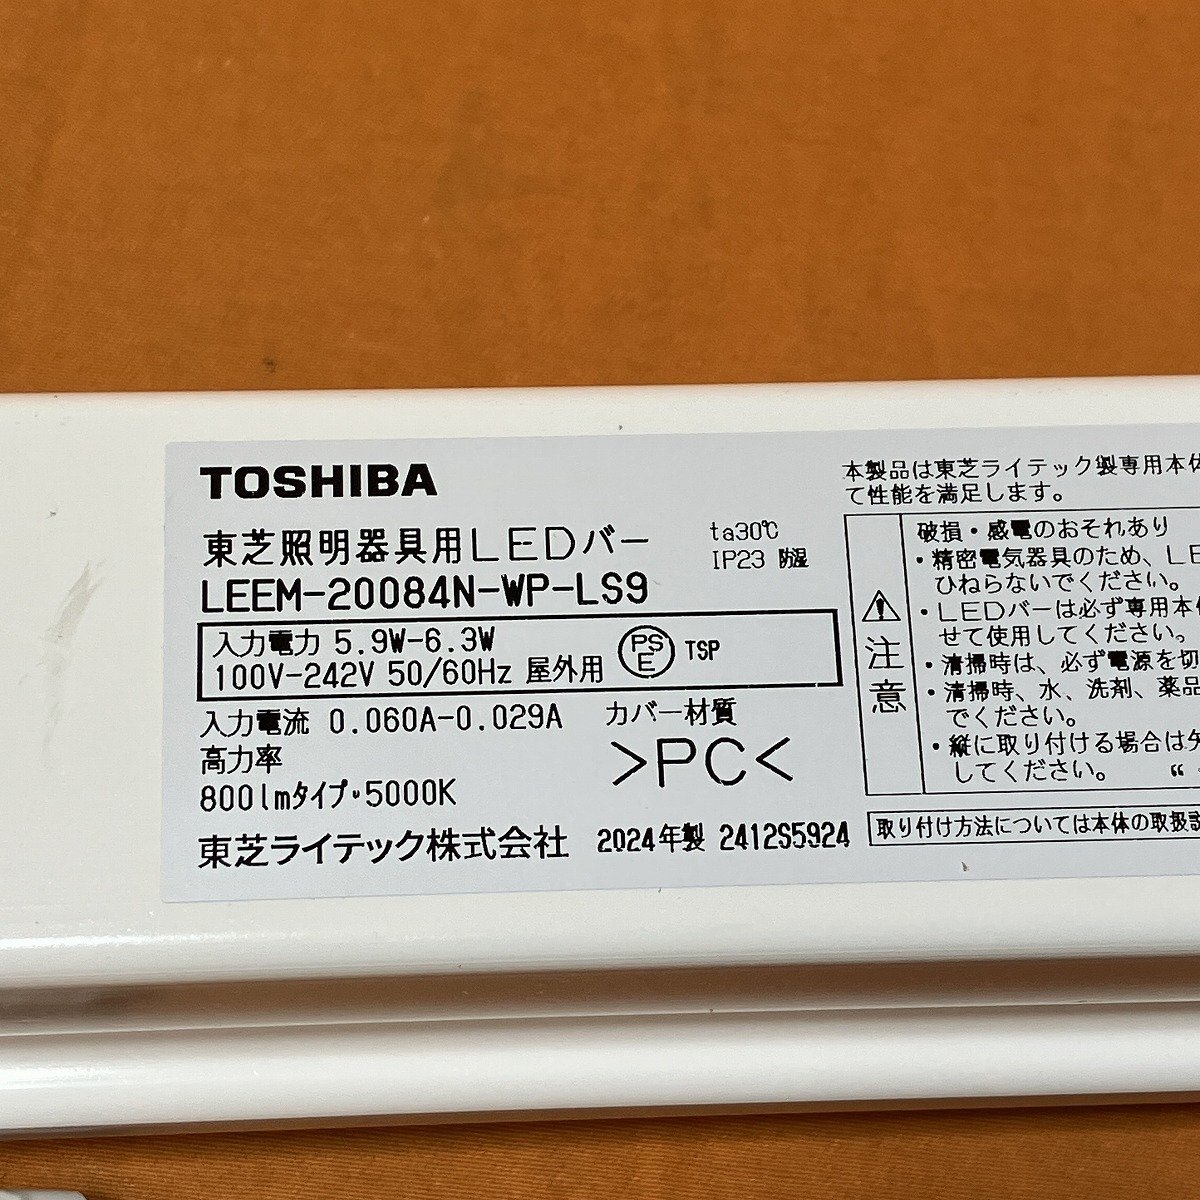 TOSHIBA
東芝照明器具用LEDバー
ta30℃
IP23 防湿
LEEM-20084N-WP-LS9
入力電力 5.9W-6.3W
100V-242V 50/60Hz 屋外用
PS
E
TSP
入力電流 0.060A-0.029A
カバー材質
>PC<
高力率
800lmタイプ・5000K
東芝ライテック株式会社 2024年製 2412S5924
本製品は東芝ライテック製専用本体
て性能を満足します。
注意
破損・感電のおそれあり
・精密電気器具のため、LE
ひねらないでください。
・LEDバーは必ず専用本体
せて使用してください。
・清掃時は、必ず電源を切
・清掃時、水、洗剤、薬品
でください。
・縦に取り付ける場合は矢
してください。 “
取り付け方法については本体の取扱説